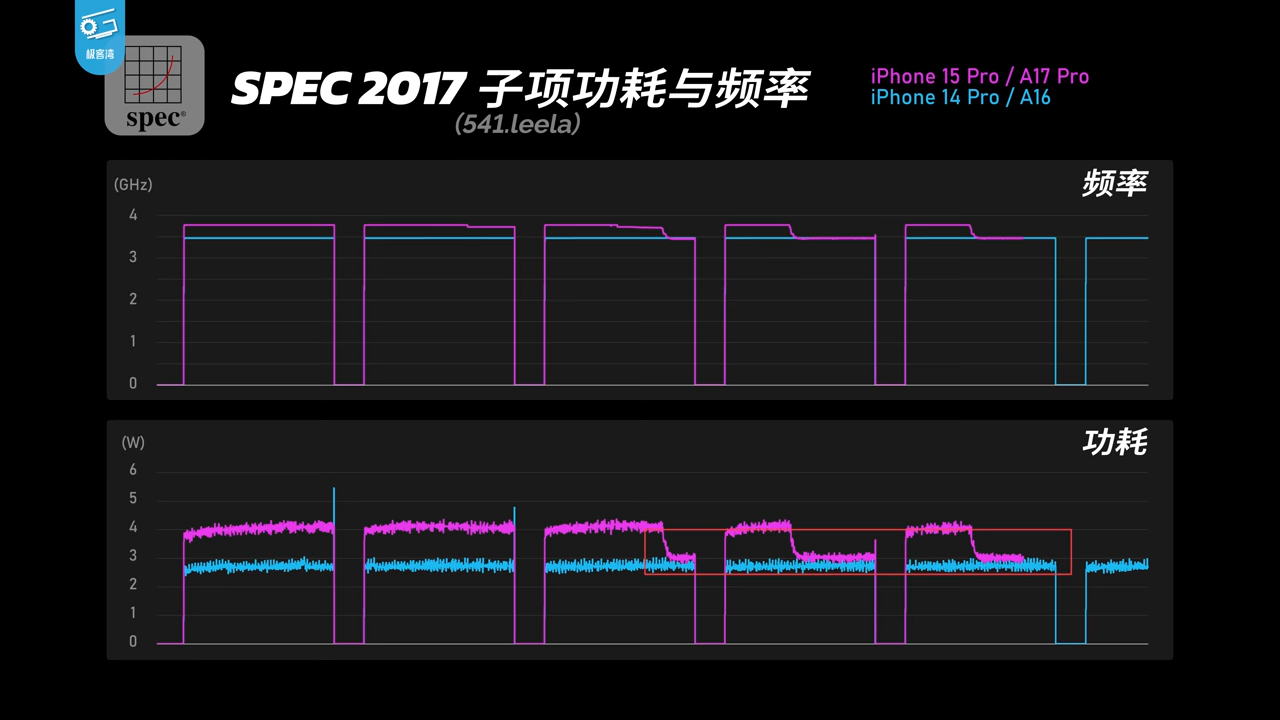 极客湾
spec®
SPEC 2017 子项功耗与频率
(541.leela)
iPhone 15 Pro / A17 Pro
iPhone 14 Pro / A16
(GHz)
频率
4
3
2
1
0
(W)
功耗
6
5
4
3
2
1
0